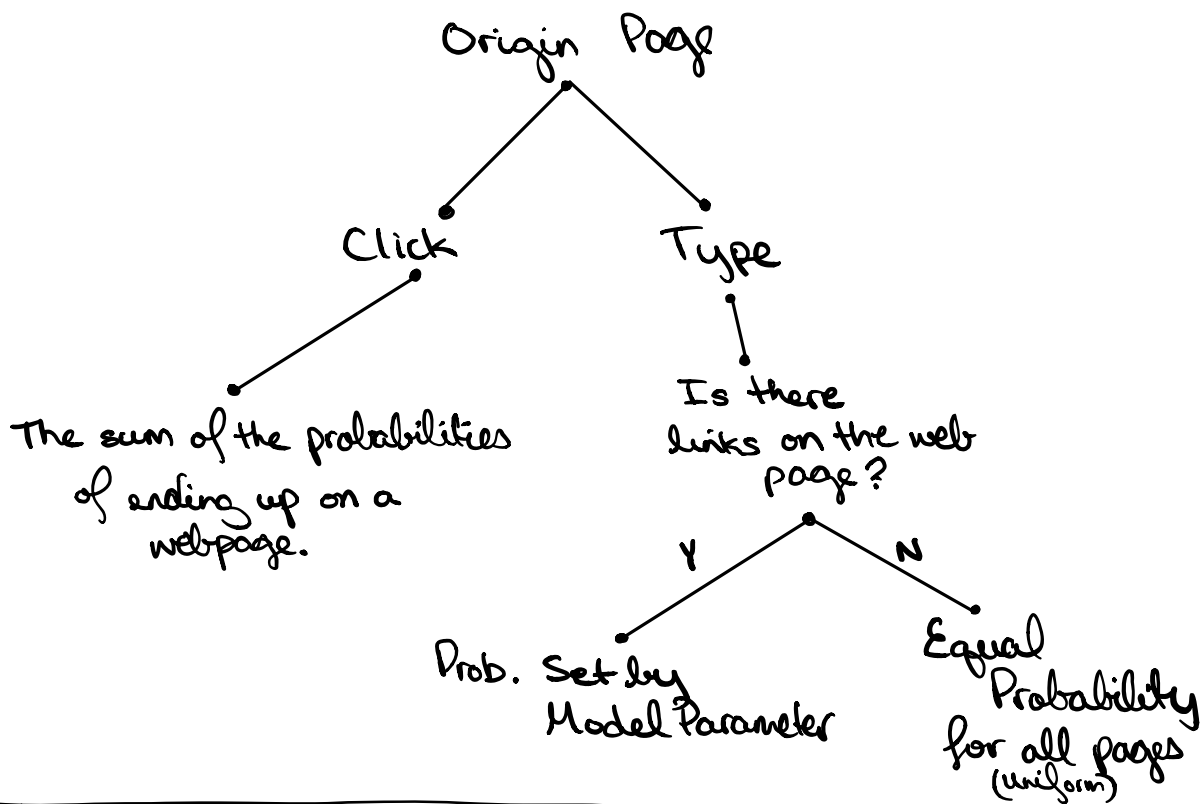 Origin Page
Click
Type
The sum of the probabilities
of ending up on a
webpage.
Is there
links on the web
page?
Y
N
Prob. Set by
Model Parameter
Equal
Probability
for all pages
(uniform)